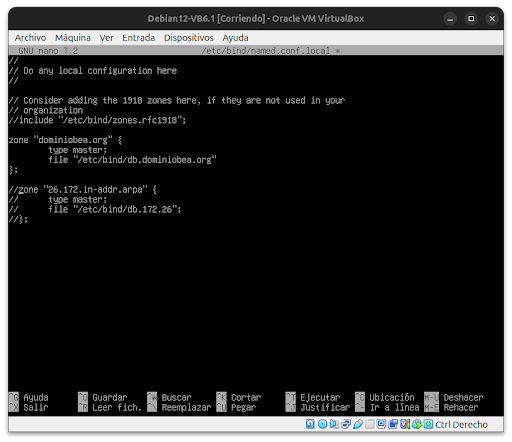 Debian12-VB6.1 [Corriendo] - Oracle VM VirtualBox
Archivo Máquina Ver Entrada Dispositivos Ayuda
GNU nano 7.2 /etc/bind/named.conf.local *
//
// Do any local configuration here
//
// Consider adding the 1918 zones here, if they are not used in your
// organization
//include "/etc/bind/zones.rfc1918";
zone "dominiobea.org" {
type master;
file "/etc/bind/db.dominiobea.org"
};
//zone "26.172.in-addr.arpa" {
// type master;
// file "/etc/bind/db.172.26";
//};
^G Ayuda ^O Guardar ^W Buscar ^K Cortar ^T Ejecutar ^C Ubicación M-U Deshacer
^X Salir ^R Leer fich. ^\ Reemplazar ^U Pegar ^J Justificar ^_ Ir a línea M-E Rehacer
Ctrl Derecho